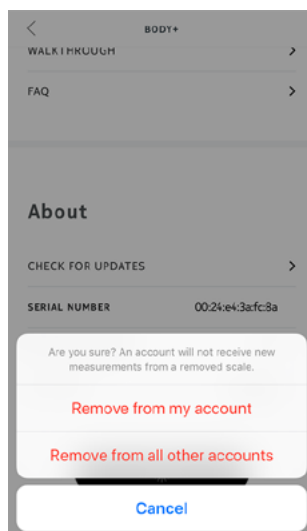 BODY+
WALKTHROUGH
FAQ
About
CHECK FOR UPDATES
SERIAL NUMBER 00:24:e4:3a:fc:8a
Are you sure? An account will not receive new
measurements from a removed scale.
Remove from my account
Remove from all other accounts
Cancel